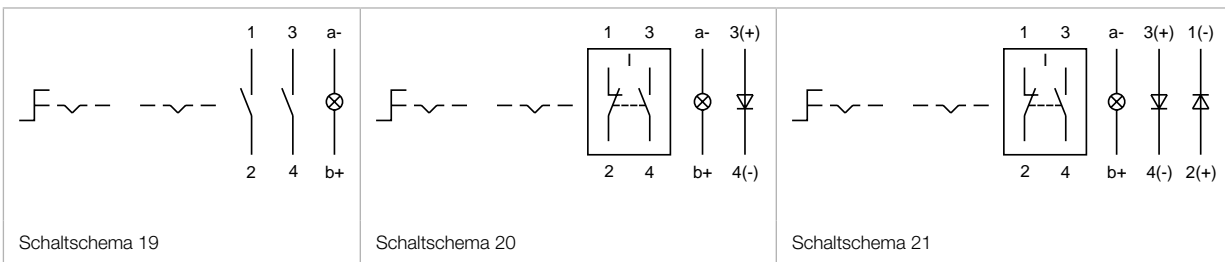 1 3 a- 1 3 a- 3(+) 1 3 a- 3(+) 1(-)
2 4 b+ 2 4 b+ 4(-) 2 4 b+ 4(-) 2(+)
Schaltschema 19 Schaltschema 20 Schaltschema 21